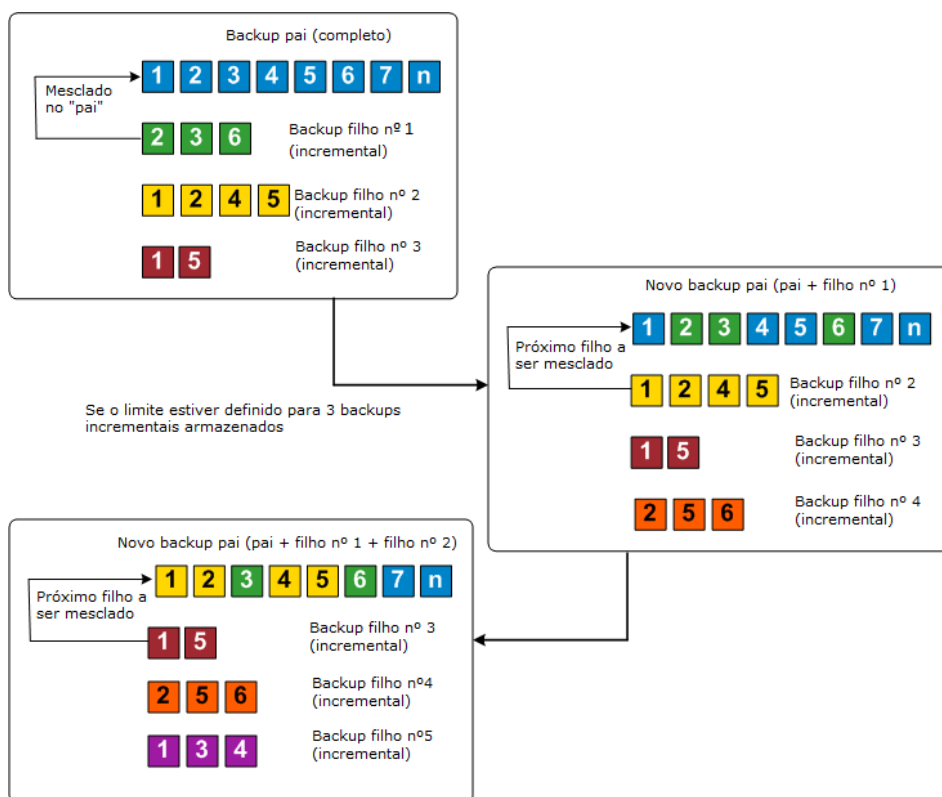 Backup pai (completo)
1 2 3 4 5 6 7 n
Mesclado
no "pai"
2 3 6
Backup filho nº 1
(incremental)
1 2 4 5
Backup filho nº 2
(incremental)
1 5
Backup filho nº 3
(incremental)
Novo backup pai (pai + filho nº 1)
1 2 3 4 5 6 7 n
Próximo filho a
ser mesclado
1 2 4 5
Backup filho nº 2
(incremental)
1 5
Backup filho nº 3
(incremental)
2 5 6
Backup filho nº 4
(incremental)
Se o limite estiver definido para 3 backups
incrementais armazenados
Novo backup pai (pai + filho nº 1 + filho nº 2)
1 2 3 4 5 6 7 n
Próximo filho a
ser mesclado
1 5
Backup filho nº 3
(incremental)
2 5 6
Backup filho nº4
(incremental)
1 3 4
Backup filho nº5
(incremental)